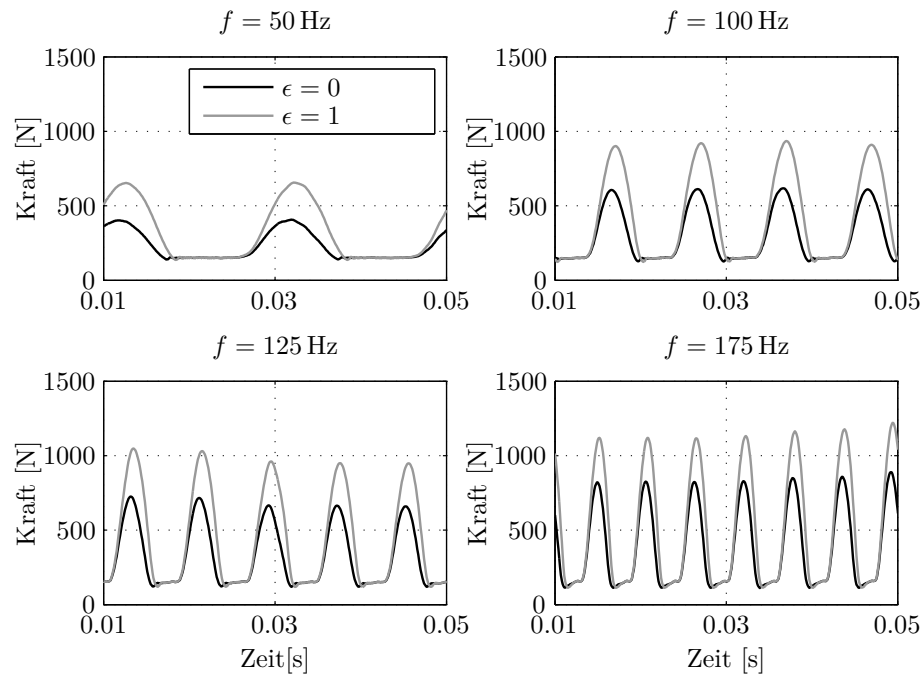 f = 50 Hz
f = 100 Hz
1500
1000
500
0
Kraft [N]
ϵ = 0
ϵ = 1
0.01
0.03
0.05
1500
1000
500
0
Kraft [N]
0.01
0.03
0.05
f = 125 Hz
f = 175 Hz
1500
1000
500
0
Kraft [N]
0.01
0.03
0.05
Zeit[s]
1500
1000
500
0
Kraft [N]
0.01
0.03
0.05
Zeit [s]